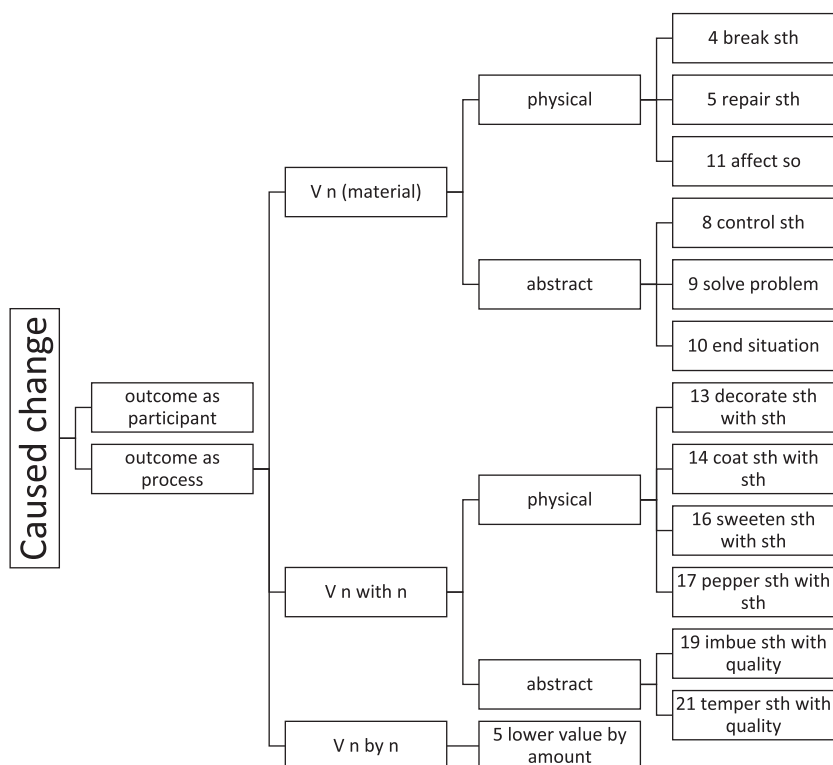 Caused change
outcome as
participant
outcome as
process
V n (material)
physical
4 break sth
5 repair sth
11 affect so
abstract
8 control sth
9 solve problem
10 end situation
V n with n
physical
13 decorate sth
with sth
14 coat sth with
sth
16 sweeten sth
with sth
17 pepper sth with
sth
abstract
19 imbue sth with
quality
21 temper sth with
quality
V n by n
5 lower value by
amount